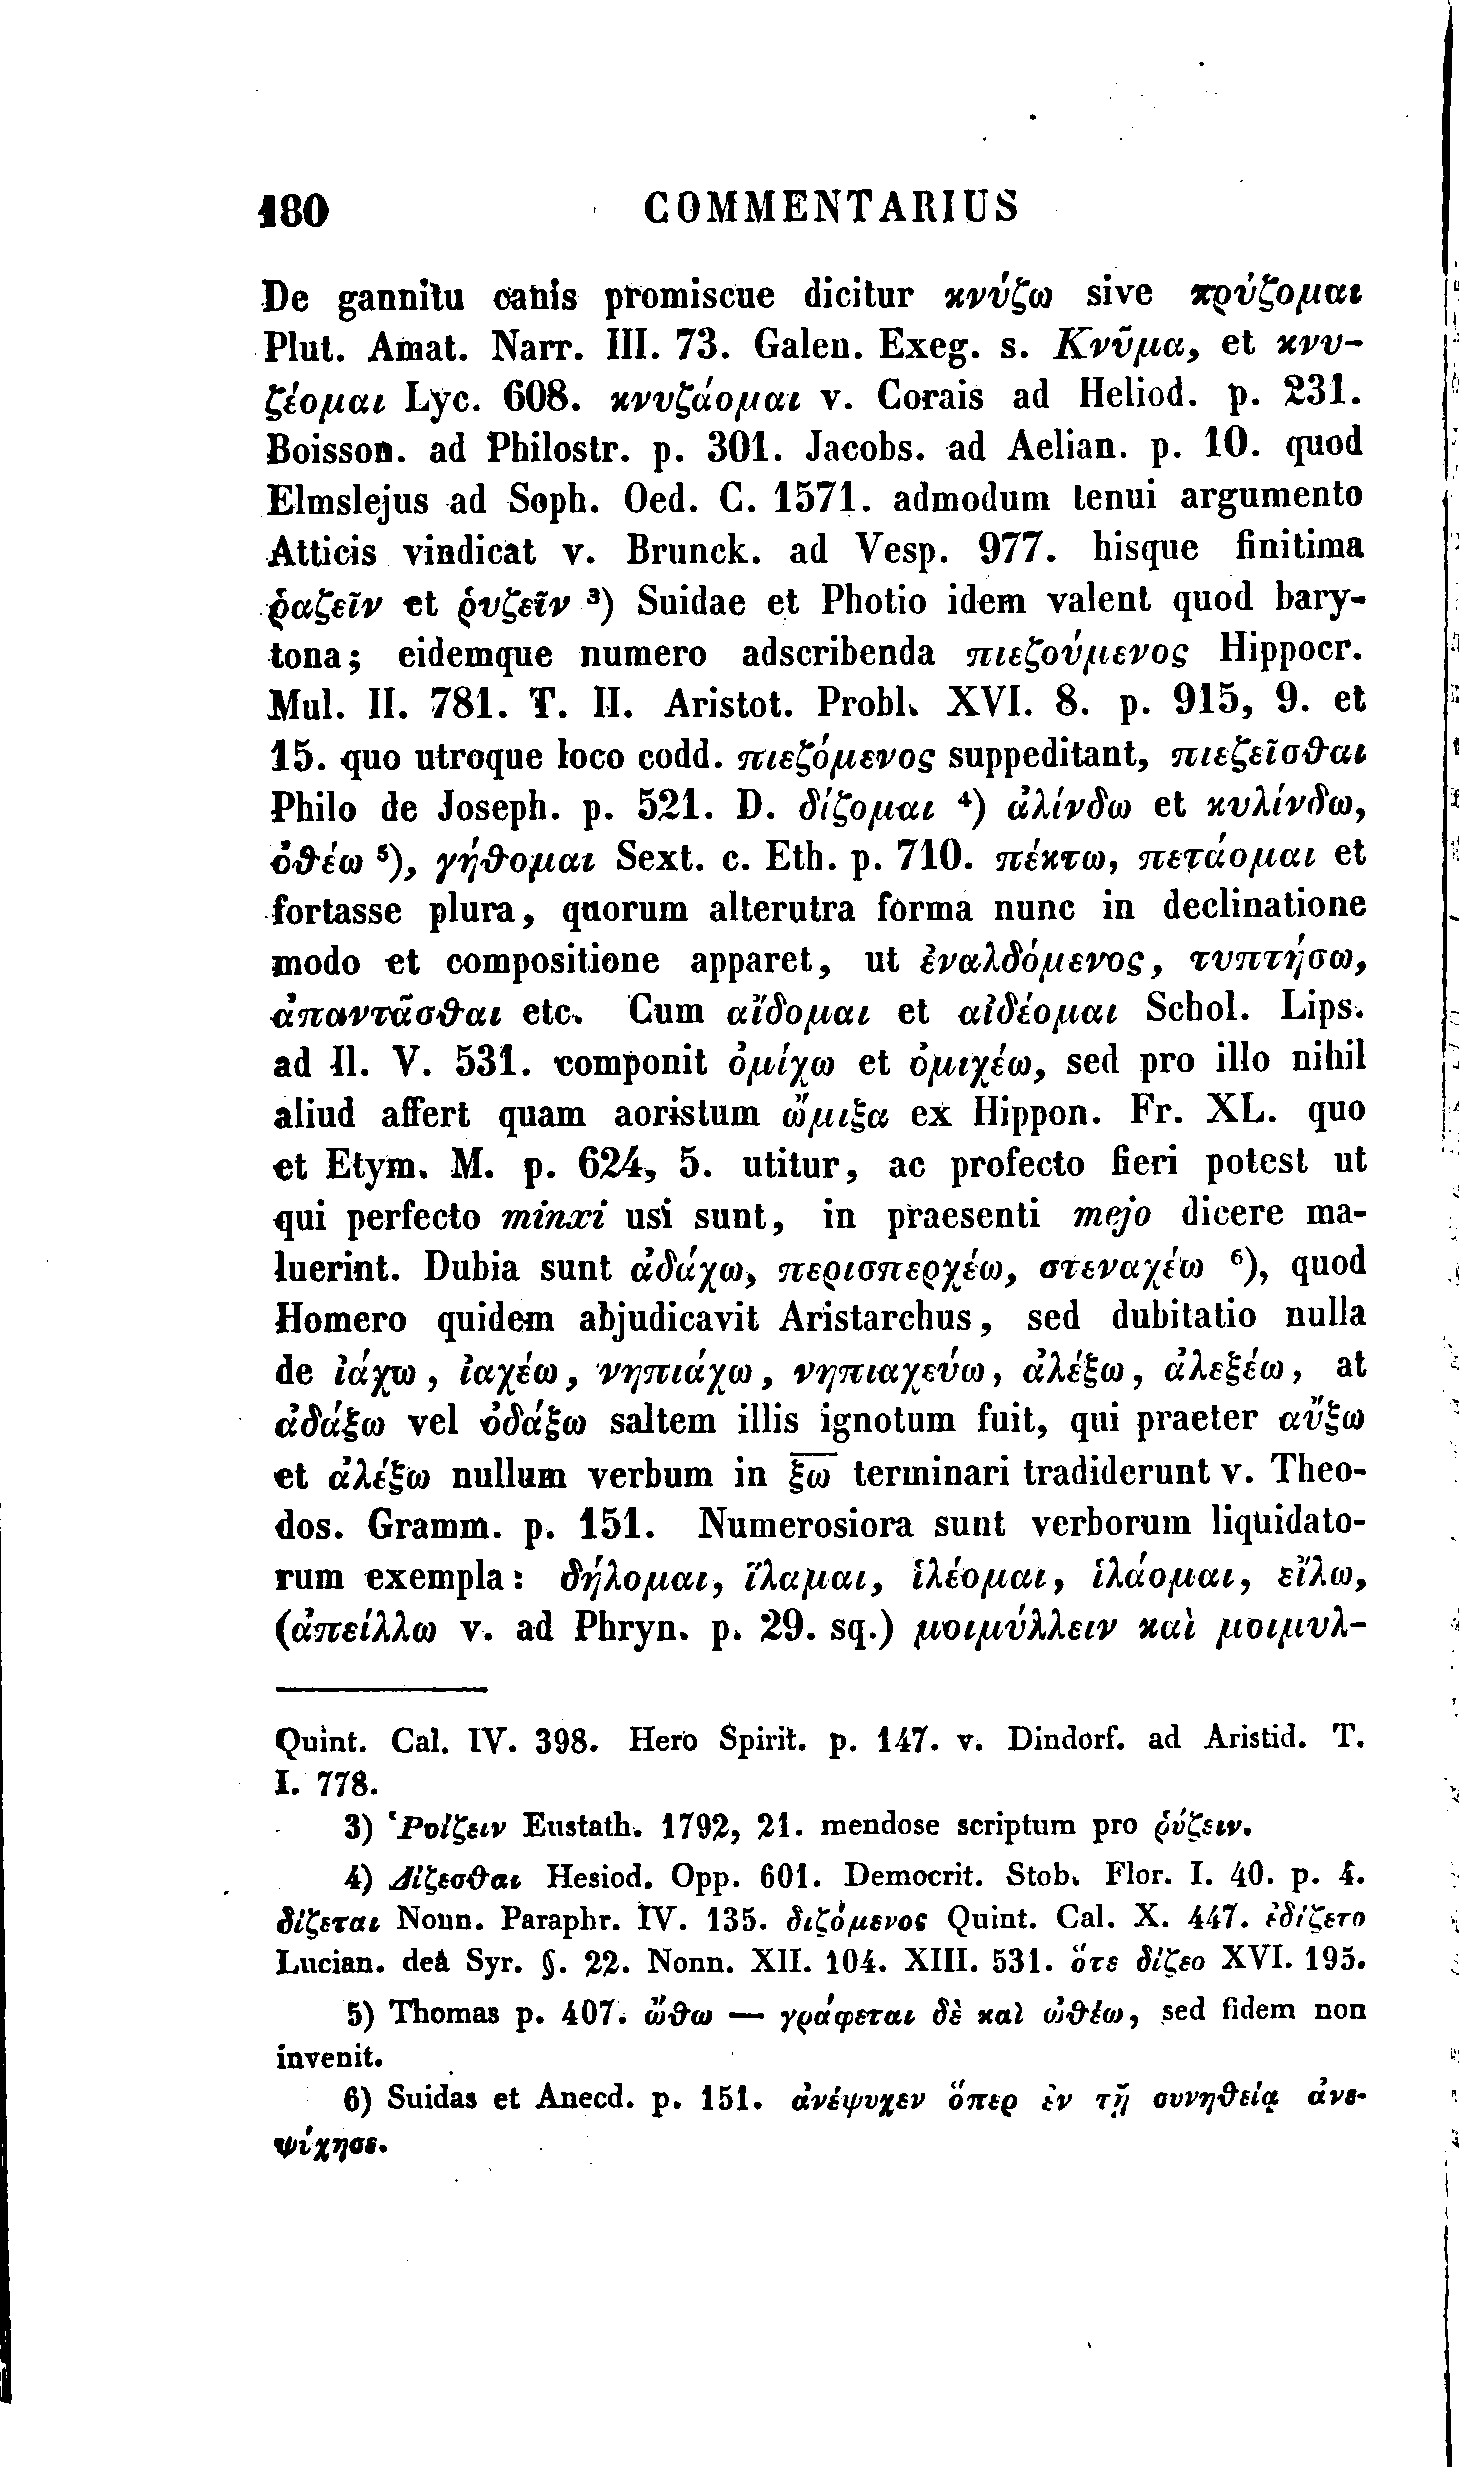 180 COMMENTARIUS
De gannitu canis promiscue dicitur κνύζω sive κρύζομαι
Plut. Amat. Narr. III. 73. Galen. Exeg. s. Κνῦμα, et κνυ-
ζέομαι Lyc. 608. κνυζάομαι v. Corais ad Heliod. p. 231.
Boisson. ad Philostr. p. 301. Jacobs. ad Aelian. p. 10. quod
Elmslejus ad Soph. Oed. C. 1571. admodum tenui argumento
Atticis vindicat v. Brunck. ad Vesp. 977. hisque finitima
ῥαζεῖν et ῥυζεῖν ³) Suidae et Photio idem valent quod bary-
tona; eidemque numero adscribenda πιεζούμενος Hippocr.
Mul. II. 781. T. II. Aristot. Probl. XVI. 8. p. 915, 9. et
15. quo utroque loco codd. πιεζόμενος suppeditant, πιεζεῖσθαι
Philo de Joseph. p. 521. D. δίζομαι ⁴) ἀλίνδω et κυλίνδω,
ὀθέω ⁵), γήθομαι Sext. c. Eth. p. 710. πέκτω, πετάομαι et
fortasse plura, quorum alterutra forma nunc in declinatione
modo et compositione apparet, ut ἐναλδόμενος, τυπτήσω,
ἀπαντᾶσθαι etc. Cum αἴδομαι et αἰδέομαι Schol. Lips.
ad Il. V. 531. componit ὀμίχω et ὀμιχέω, sed pro illo nihil
aliud affert quam aoristum ὤμιξα ex Hippon. Fr. XL. quo
et Etym. M. p. 624, 5. utitur, ac profecto fieri potest ut
qui perfecto minxi usi sunt, in praesenti mejo dicere ma-
luerint. Dubia sunt ἀδάχω, περισπερχέω, στεναχέω ⁶), quod
Homero quidem abjudicavit Aristarchus, sed dubitatio nulla
de ἰάχω, ἰαχέω, νηπιάχω, νηπιαχεύω, ἀλέξω, ἀλεξέω, at
ἀδάξω vel ὀδάξω saltem illis ignotum fuit, qui praeter αὔξω
et ἀλέξω nullum verbum in ξω terminari tradiderunt v. Theo-
dos. Gramm. p. 151. Numerosiora sunt verborum liquidato-
rum exempla: δήλομαι, ἵλαμαι, ἱλέομαι, ἱλάομαι, εἴλω,
(ἀπείλλω v. ad Phryn. p. 29. sq.) μοιμύλλειν καὶ μοιμυλ-
Quint. Cal. IV. 398. Hero Spirit. p. 147. v. Dindorf. ad Aristid. T.
I. 778.
3) Ῥοίζειν Eustath. 1792, 21. mendose scriptum pro ῥύζειν.
4) Δίζεσθαι Hesiod. Opp. 601. Democrit. Stob. Flor. I. 40. p. 4.
δίζεται Nonn. Paraphr. IV. 135. διζόμενος Quint. Cal. X. 447. ἐδίζετο
Lucian. deâ Syr. §. 22. Nonn. XII. 104. XIII. 531. ὅτε δίζεο XVI. 195.
5) Thomas p. 407. ὤθω — γράφεται δὲ καὶ ὠθέω, sed fidem non
invenit.
6) Suidas et Anecd. p. 151. ἀνέψυχεν ὅπερ ἐν τῇ συνηθείᾳ ἀνε-
ψίχησε.